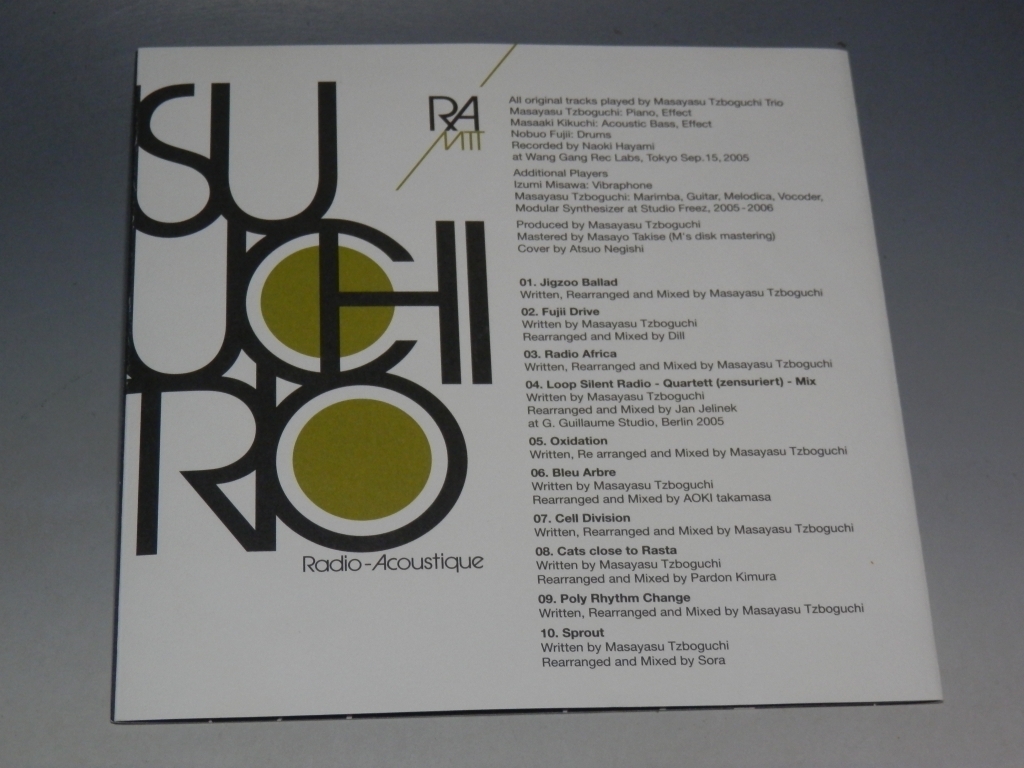 SU
UCHI
TRIO
Radio-Acoustique
RA
MTT
All original tracks played by Masayasu Tzboguchi Trio
Masayasu Tzboguchi: Piano, Effect
Masaaki Kikuchi: Acoustic Bass, Effect
Nobuo Fujii: Drums
Recorded by Naoki Hayami
at Wang Gang Rec Labs, Tokyo Sep.15, 2005
Additional Players
Izumi Misawa: Vibraphone
Masayasu Tzboguchi: Marimba, Guitar, Melodica, Vocoder,
Modular Synthesizer at Studio Freez, 2005-2006
Produced by Masayasu Tzboguchi
Mastered by Masayo Takise (M's disk mastering)
Cover by Atsuo Negishi
01. Jigzoo Ballad
Written, Rearranged and Mixed by Masayasu Tzboguchi
02. Fujii Drive
Written by Masayasu Tzboguchi
Rearranged and Mixed by Dill
03. Radio Africa
Written, Rearranged and Mixed by Masayasu Tzboguchi
04. Loop Silent Radio - Quartett (zensuriert) - Mix
Written by Masayasu Tzboguchi
Rearranged and Mixed by Jan Jelinek
at G. Guillaume Studio, Berlin 2005
05. Oxidation
Written, Re arranged and Mixed by Masayasu Tzboguchi
06. Bleu Arbre
Written by Masayasu Tzboguchi
Rearranged and Mixed by AOKI takamasa
07. Cell Division
Written, Rearranged and Mixed by Masayasu Tzboguchi
08. Cats close to Rasta
Written by Masayasu Tzboguchi
Rearranged and Mixed by Pardon Kimura
09. Poly Rhythm Change
Written, Rearranged and Mixed by Masayasu Tzboguchi
10. Sprout
Written by Masayasu Tzboguchi
Rearranged and Mixed by Sora